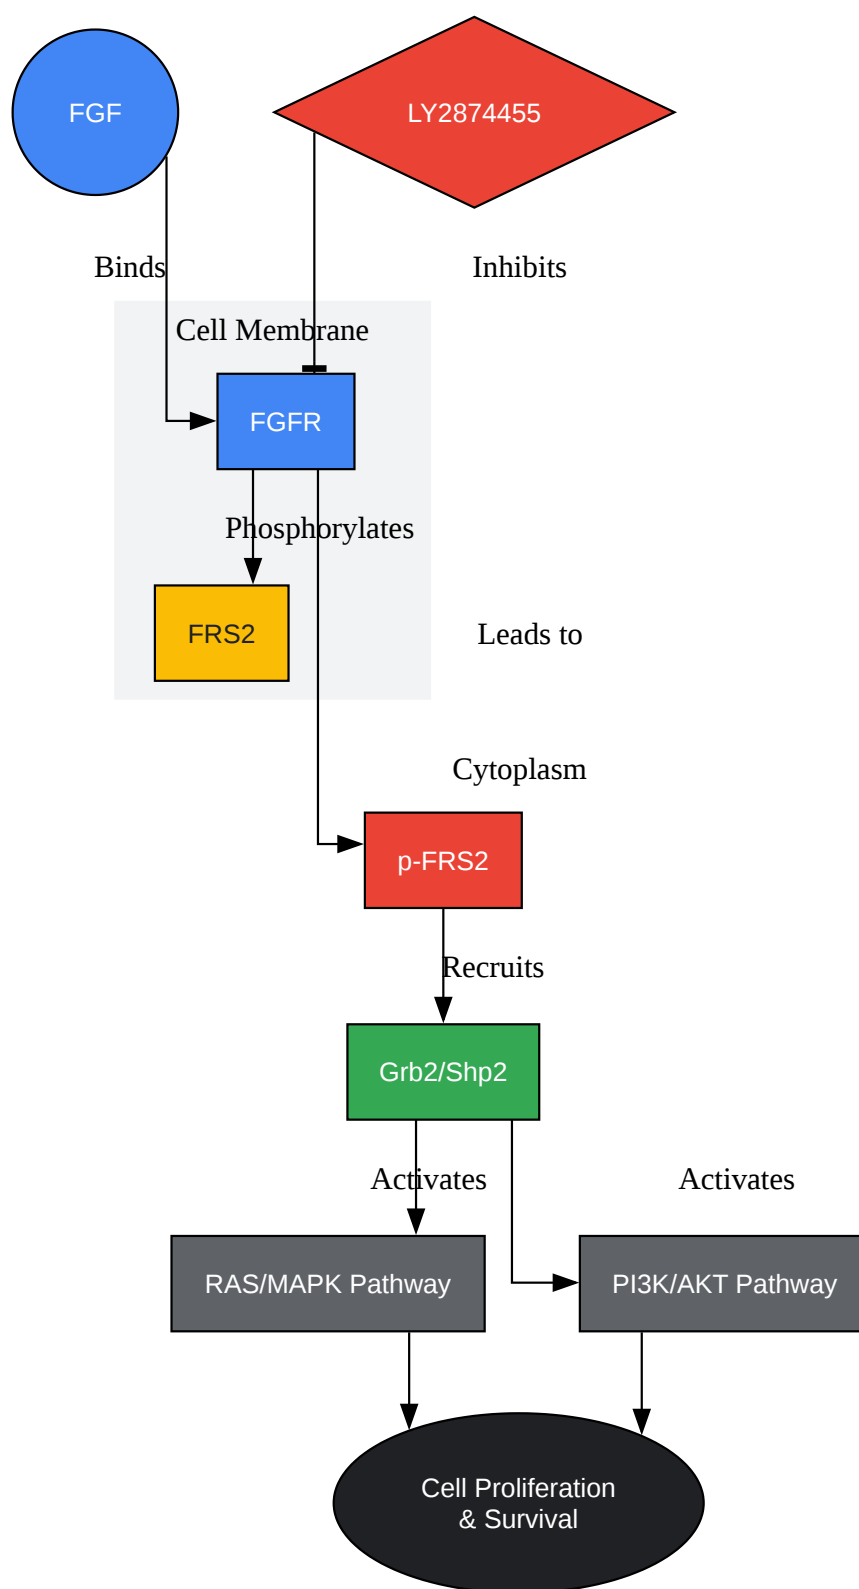 FGF
LY2874455
Binds
Inhibits
Cell Membrane
FGFR
Phosphorylates
FRS2
Leads to
Cytoplasm
p-FRS2
Recruits
Grb2/Shp2
Activates
Activates
RAS/MAPK Pathway
PI3K/AKT Pathway
Cell Proliferation
& Survival